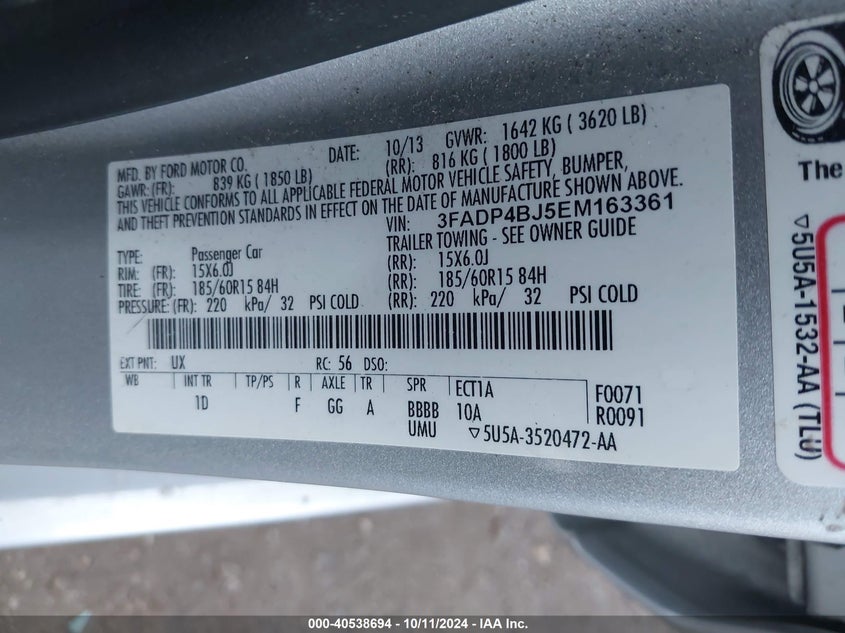 MFD. BY FORD MOTOR CO.
DATE: 10/13 GVWR: 1642 KG ( 3620 LB)
GAWR: (FR): 839 KG ( 1850 LB) (RR): 816 KG ( 1800 LB)
THIS VEHICLE CONFORMS TO ALL APPLICABLE FEDERAL MOTOR VEHICLE SAFETY, BUMPER,
AND THEFT PREVENTION STANDARDS IN EFFECT ON THE DATE OF MANUFACTURE SHOWN ABOVE.
VIN: 3FADP4BJ5EM163361
TYPE: Passenger Car TRAILER TOWING - SEE OWNER GUIDE
RIM: (FR): 15X6.0J (RR): 15X6.0J
TIRE: (FR): 185/60R15 84H (RR): 185/60R15 84H
PRESSURE: (FR): 220 kPa/ 32 PSI COLD (RR): 220 kPa/ 32 PSI COLD
EXT PNT: UX RC: 56 DSO:
WB INT TR TP/PS R AXLE TR SPR ECT1A F0071
1D F GG A BBBB 10A R0091
UMU ▽5U5A-3520472-AA
The
▽5U5A-1532-AA (TLU)
000-40538694 - 10/11/2024 - IAA Inc.